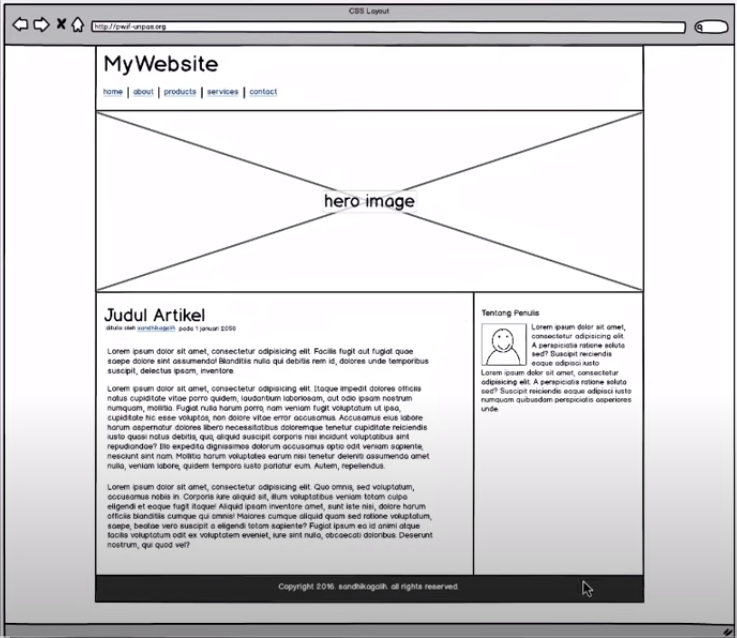 CSS Layout
http://pwif-unpas.org
MyWebsite
home | about | products | services | contact
hero image
Judul Artikel
ditulis oleh sandhikagalih pada 1 januari 2050
Lorem ipsum dolor sit amet, consectetur adipisicing elit. Facilis fugit aut fugiat quae
saepe dolore sint assumenda! Blanditiis nulla qui debitis rem id, dolores unde temporibus
suscipit, delectus ipsam, inventore.
Lorem ipsum dolor sit amet, consectetur adipisicing elit. Itaque impedit dolores officiis
natus cupiditate vitae porro quidem, laudantium laboriosam, aut odio ipsam nostrum
numquam, mollitia. Fugiat nulla harum porro, nam veniam fugit voluptatum ut ipsa,
cupiditate hic esse voluptas, non dolore vitae error accusamus. Accusamus eius labore
harum aspernatur dolores libero necessitatibus doloremque tenetur cupiditate reiciendis
iusto quasi natus debitis, quo, aliquid suscipit corporis nisi incidunt voluptatibus sint
repudiandae? Illo expedita dignissimos dolorum accusamus optio odit veniam sapiente,
nesciunt sint nam. Mollitia harum voluptates earum nisi tenetur deleniti assumenda amet
nulla, veniam labore, quidem tempora iusto pariatur eum. Autem, repellendus.
Lorem ipsum dolor sit amet, consectetur adipisicing elit. Quo omnis, sed voluptatum,
accusamus nobis in. Corporis iure aliquid sit, illum voluptatibus veniam totam culpa
eligendi et eaque fugit itaque! Aliquid ipsam inventore amet, sunt iste nisi, dolore harum
officiis blanditiis cumque qui omnis! Maiores cumque aliquid quam sed ratione voluptatum,
saepe, beatae vero suscipit a eligendi totam sapiente? Fugiat ipsum ea id animi atque
facilis voluptatum odit ex voluptatem eveniet, iure sint nulla, obcaecati doloribus. Deserunt
nostrum, qui quod vel?
Tentang Penulis
Lorem ipsum dolor sit amet,
consectetur adipisicing elit.
A perspiciatis ratione soluta
sed? Suscipit reiciendis
eaque adipisci iusto
Lorem ipsum dolor sit amet, consectetur
adipisicing elit. A perspiciatis ratione soluta
sed? Suscipit reiciendis eaque adipisci iusto
numquam quibusdam perspiciatis asperiores
unde.
Copyright 2016. sandhikagalih. all rights reserved.